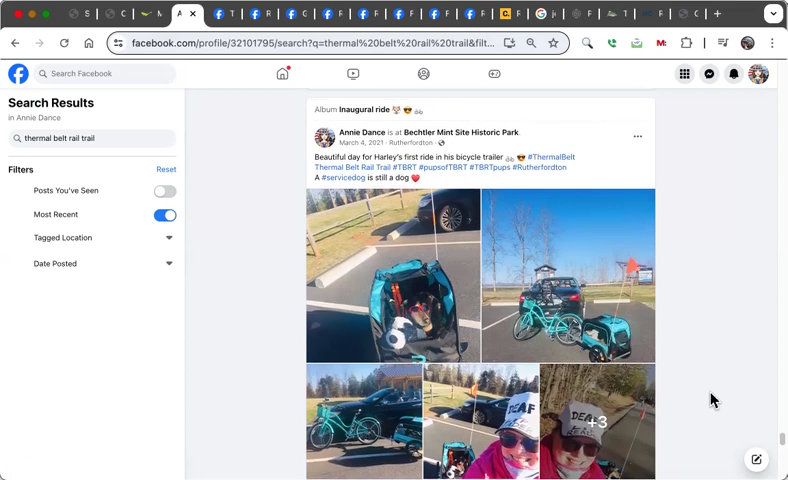 S
C
A
T
R
G
F
F
F
F
R
C. R
je
A
T
R
C
facebook.com/profile/32101795/search?q=thermal%20belt%20rail%20trail&filt...
M:
Search Facebook
Search Results
in Annie Dance
thermal belt rail trail
Filters
Reset
Posts You've Seen
Most Recent
Tagged Location
Date Posted
Album Inaugural ride
Annie Dance is at Bechtler Mint Site Historic Park.
March 4, 2021 · Rutherfordton ·
Beautiful day for Harley's first ride in his bicycle trailer #ThermalBelt
Thermal Belt Rail Trail #TBRT #pupsofTBRT #TBRTpups #Rutherfordton
A #servicedog is still a dog
DEAF
DEAF
+3